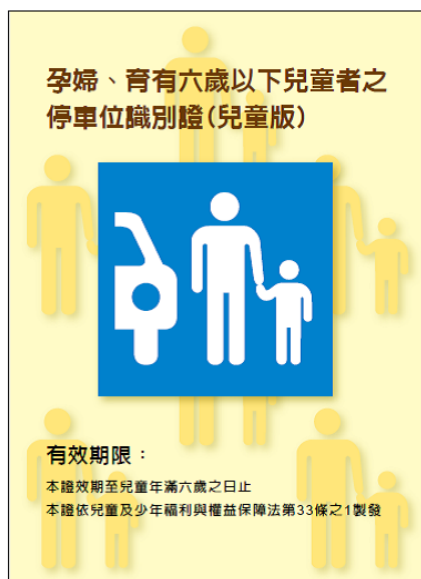 孕婦、育有六歲以下兒童者之
停車位識別證(兒童版)
有效期限：
本證效期至兒童年滿六歲之日止
本證依兒童及少年福利與權益保障法第33條之1製發